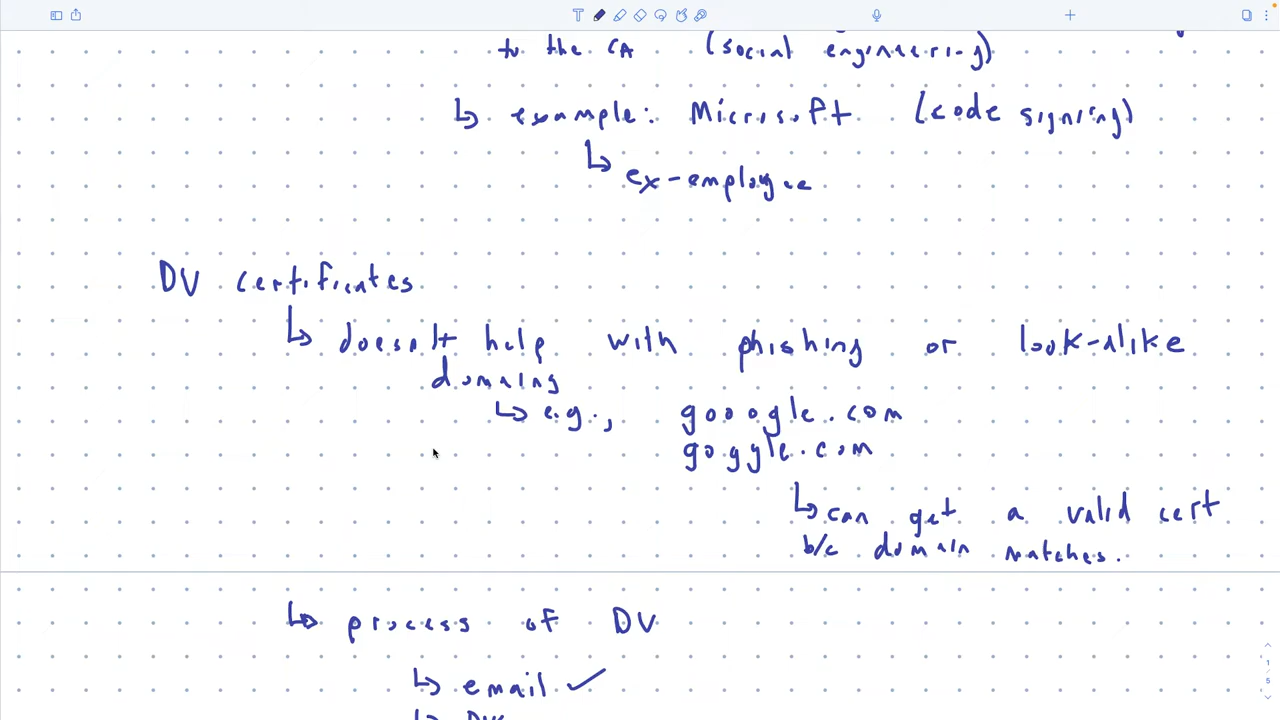 to the CA (social engineering)
↳ example: Microsoft (code signing)
↳ ex-employee
DV certificates
↳ doesn't help with phishing or look-alike
domains
↳ e.g., gooogle.com
goggle.com
↳ can get a valid cert
b/c domain matches.
↳ process of DV
↳ email ✓